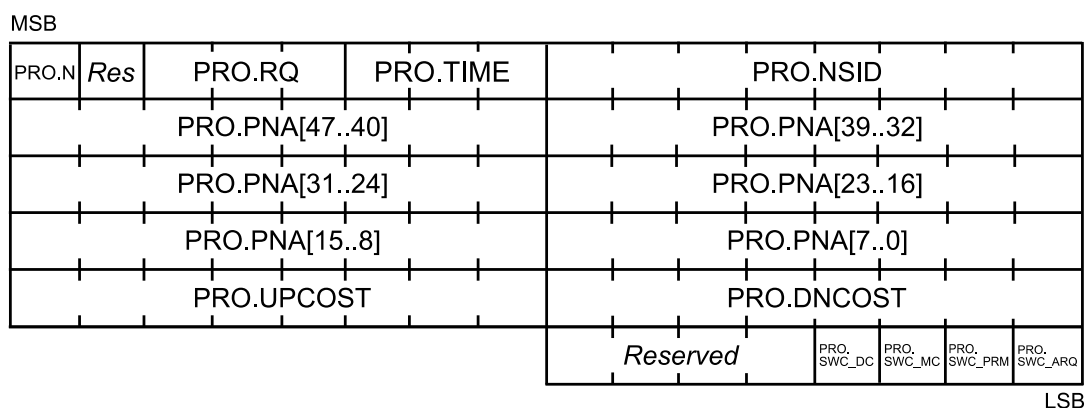 MSB
PRO.N Res PRO.RQ PRO.TIME PRO.NSID
PRO.PNA[47..40] PRO.PNA[39..32]
PRO.PNA[31..24] PRO.PNA[23..16]
PRO.PNA[15..8] PRO.PNA[7..0]
PRO.UPCOST PRO.DNCOST
Reserved PRO.SWC_DC PRO.SWC_MC PRO.SWC_PRM PRO.SWC_ARQ
LSB